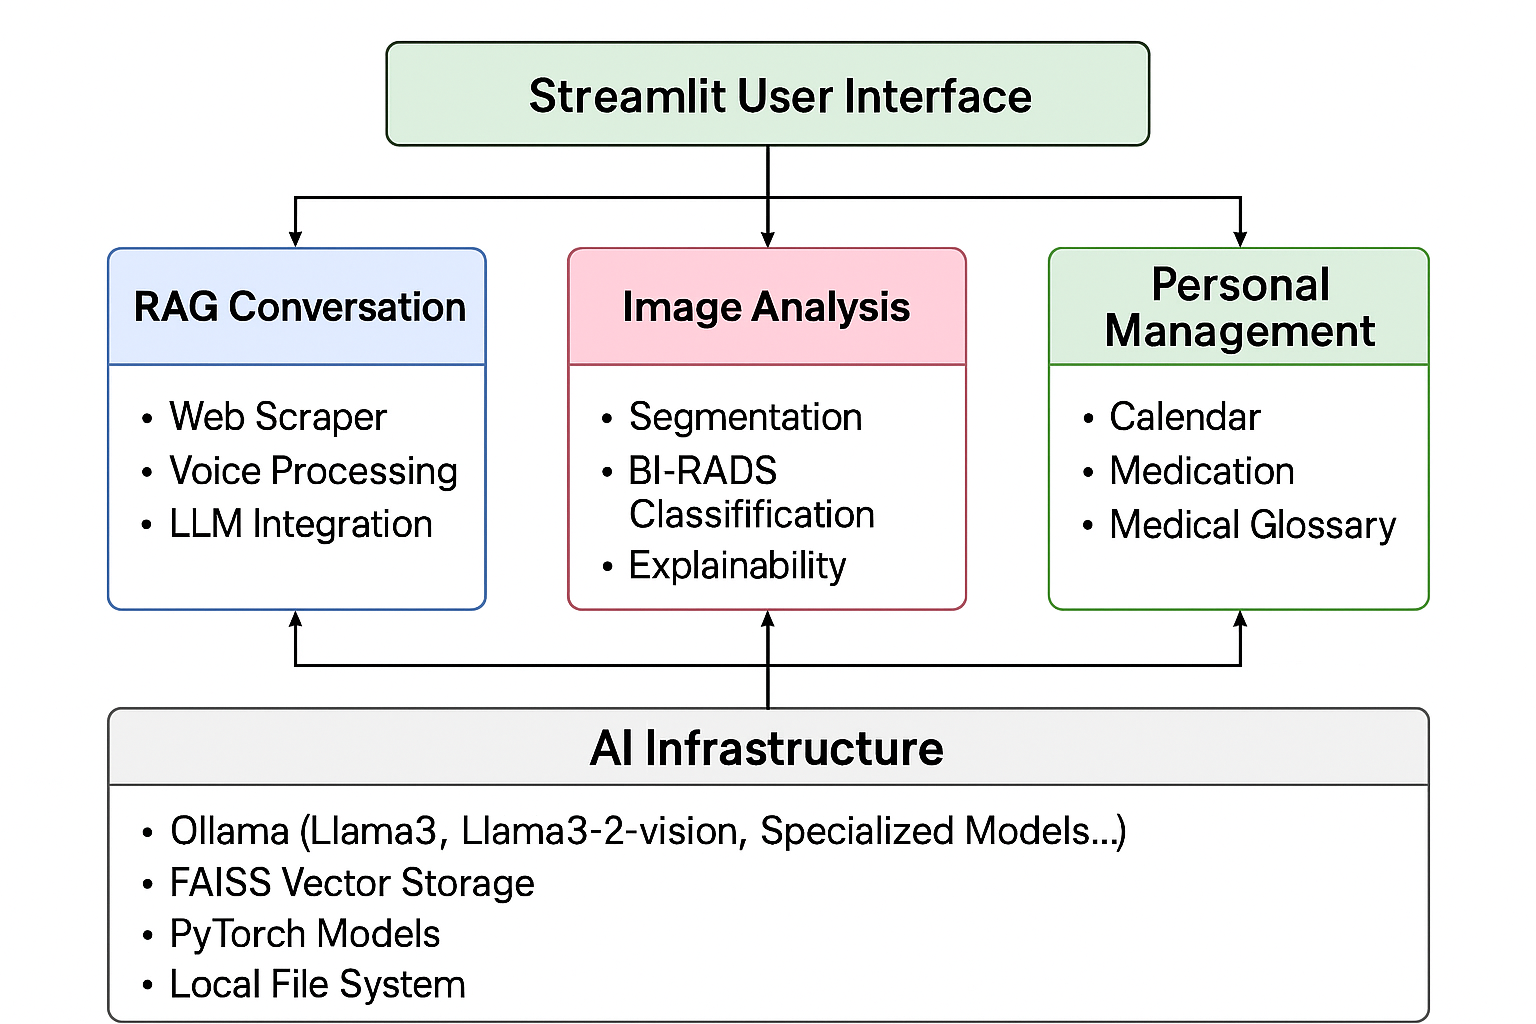 Streamlit User Interface
RAG Conversation
• Web Scraper
• Voice Processing
• LLM Integration
Image Analysis
• Segmentation
• BI-RADS
Classifification
• Explainability
Personal
Management
• Calendar
• Medication
• Medical Glossary
AI Infrastructure
• Ollama (Llama3, Llama3-2-vision, Specialized Models...)
• FAISS Vector Storage
• PyTorch Models
• Local File System